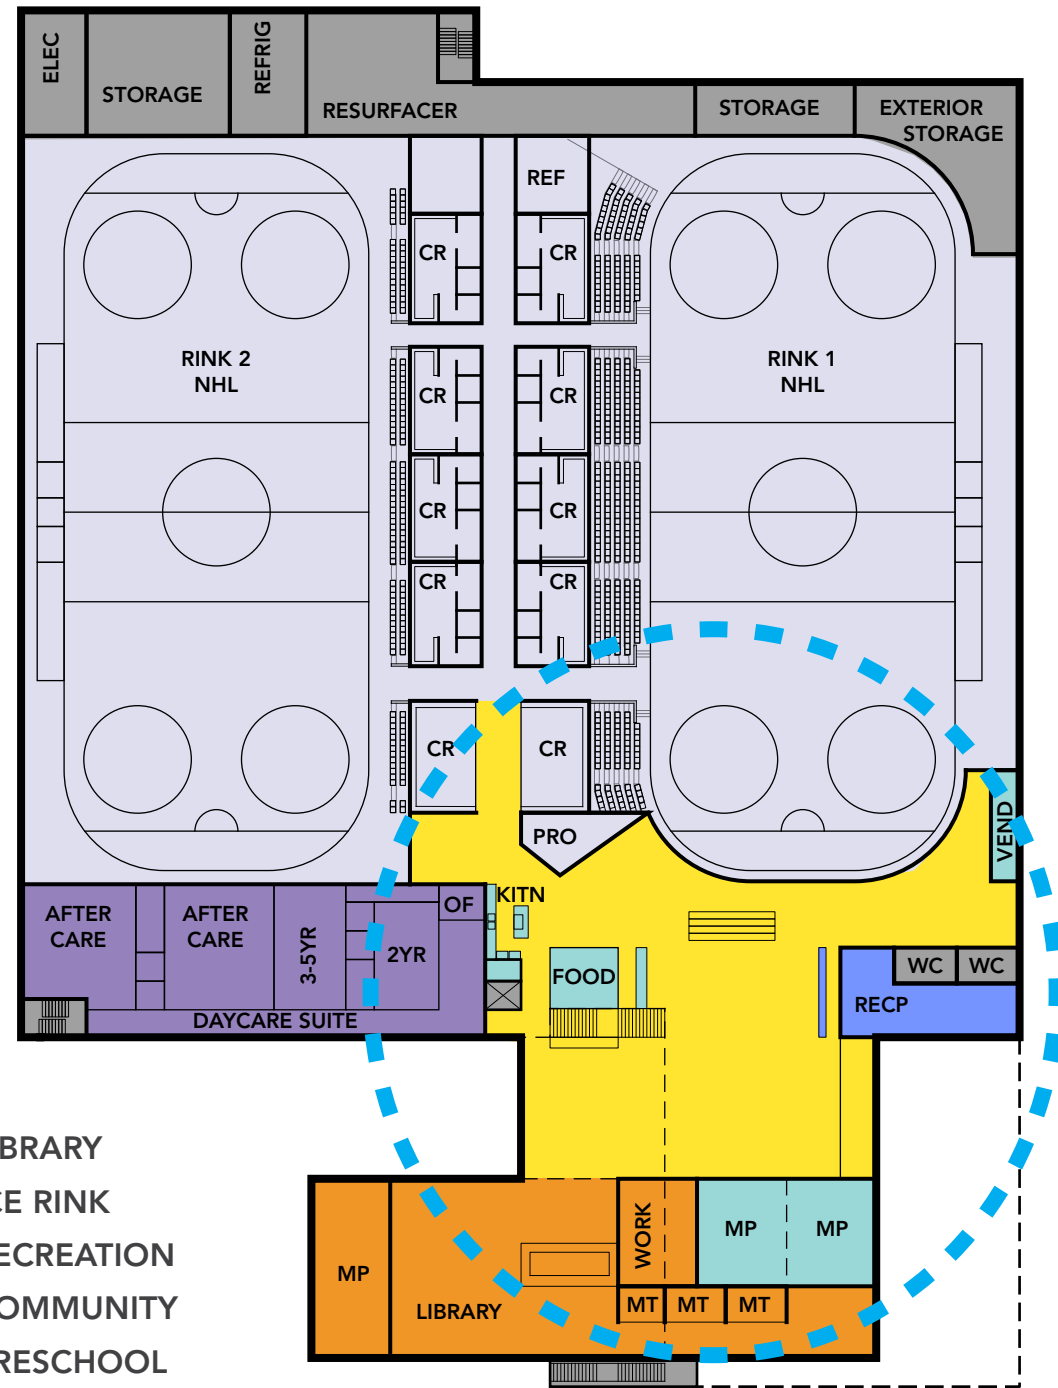 ELEC
STORAGE
REFRIG
RESURFACER
STORAGE
EXTERIOR
STORAGE
REF
CR
CR
RINK 2
NHL
RINK 1
NHL
CR
CR
CR
CR
CR
CR
CR
CR
PRO
VEND
KITN
AFTER
CARE
AFTER
CARE
3-5YR
2YR
OF
FOOD
WC
WC
RECP
DAYCARE SUITE
IBRARY
CE RINK
ECREATION
OMMUNITY
RESCHOOL
MP
LIBRARY
WORK
MP
MP
MT
MT
MT